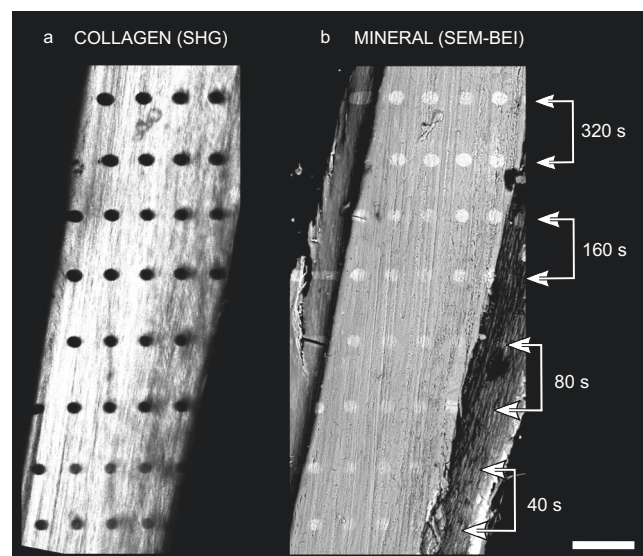 a COLLAGEN (SHG)
b MINERAL (SEM-BEI)
320 s
160 s
80 s
40 s